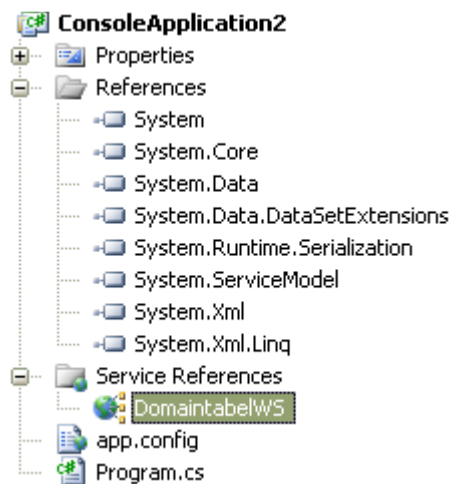 ConsoleApplication2
Properties
References
System
System.Core
System.Data
System.Data.DataSetExtensions
System.Runtime.Serialization
System.ServiceModel
System.Xml
System.Xml.Linq
Service References
DomaintabelWS
app.config
Program.cs